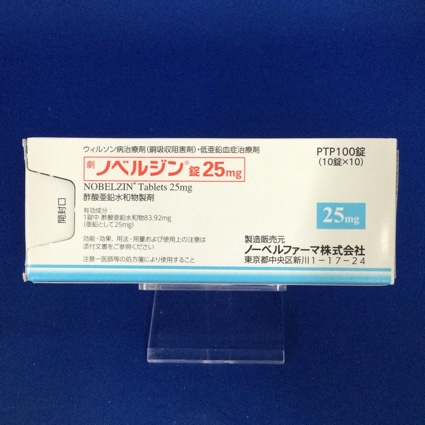 ウィルソン病治療剤(銅吸収阻害剤)・低亜鉛血症治療剤
劇 ノベルジン®錠25mg
NOBELZIN® Tablets 25mg
酢酸亜鉛水和物製剤
有効成分:
1錠中 酢酸亜鉛水和物83.92mg
(亜鉛として25mg)
効能・効果、用法・用量および使用上の注意は
添付文書をご参照ください
注意-医師等の処方箋により使用すること
開封口
PTP100錠
(10錠×10)
25mg
製造販売元
ノーベルファーマ株式会社
東京都中央区新川1-17-24